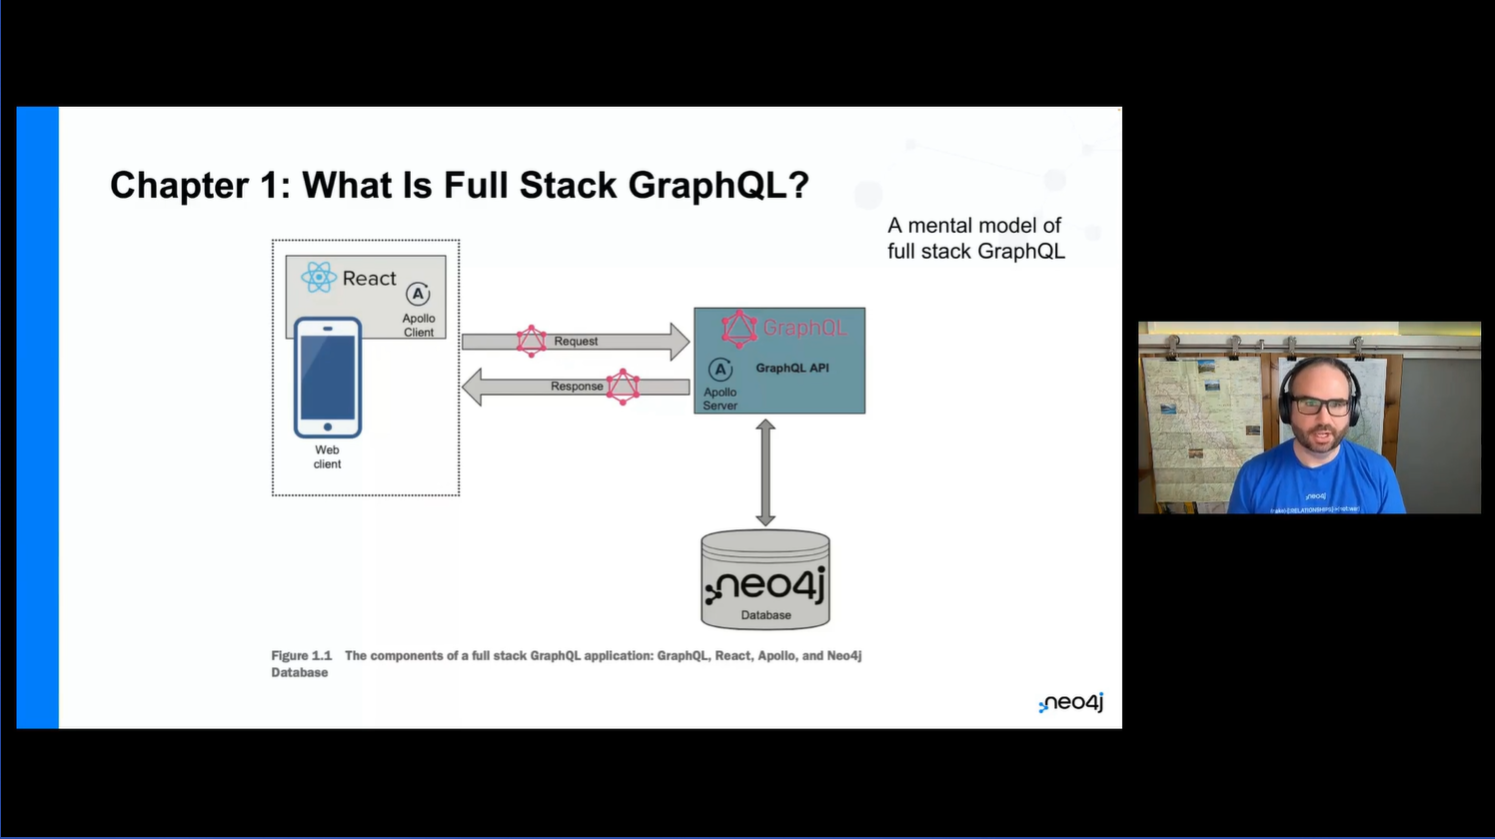 Chapter 1: What Is Full Stack GraphQL?
A mental model of
full stack GraphQL
React
Apollo
Client
Web
client
Request
Response
GraphQL
GraphQL API
Apollo
Server
neo4j
Database
Figure 1.1 The components of a full stack GraphQL application: GraphQL, React, Apollo, and Neo4j
Database
neo4j
neo4j